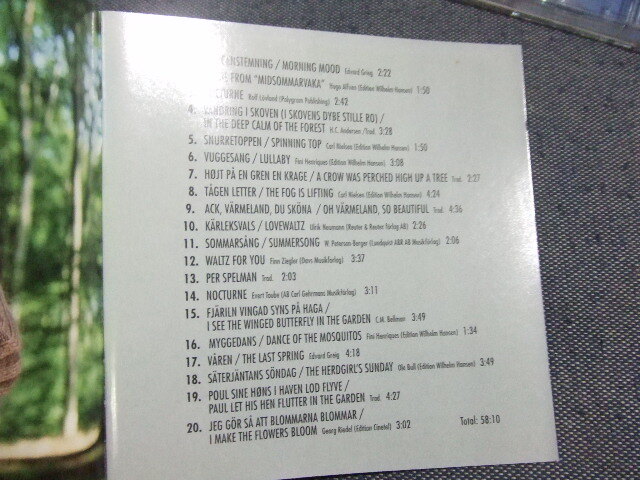 MORNING MOOD Edvard Grieg 2:22
FROM "MIDSOMMARVAKA" Hugo Alfven (Edition Wilhelm Hansen) 1:50
Rolf Lovland (Polygram Publishing) 2:42
4. VANDRING I SKOVEN (I SKOVENS DYBE STILLE RO) /
IN THE DEEP CALM OF THE FOREST H.C. Andersen /Trad. 3:28
5. SNURRETOPPEN / SPINNING TOP Carl Nielsen (Edition Wilhelm Hansen) 1:50
6. VUGGESANG / LULLABY Fini Henriques (Edition Wilhelm Hansen) 3:08
7. HØJT PÅ EN GREN EN KRAGE / A CROW WAS PERCHED HIGH UP A TREE Trad. 2:27
8. TÅGEN LETTER / THE FOG IS LIFTING Carl Nielsen (Edition Wilhelm Hansen) 4:24
9. ACK, VÄRMELAND, DU SKÖNA / OH VÄRMELAND, SO BEAUTIFUL Trad. 4:36
10. KÄRLEKSVALS / LOVEWALTZ Ulrik Neumann (Reuter & Reuter förlag AB) 2:26
11. SOMMARSÅNG / SUMMERSONG W. Peterson-Berger (Lundquist ABR AB Musikförlag) 2:06
12. WALTZ FOR YOU Finn Ziegler (Davs Musikforlag) 3:37
13. PER SPELMAN Trad. 2:03
14. NOCTURNE Evert Taube (AB Carl Gehrmans Musikförlag) 3:11
15. FJÄRILN VINGAD SYNS PÅ HAGA /
I SEE THE WINGED BUTTERFLY IN THE GARDEN C.M. Bellman 3:49
16. MYGGEDANS / DANCE OF THE MOSQUITOS Fini Henriques (Edition Wilhelm Hansen) 1:34
17. VÅREN / THE LAST SPRING Edvard Greig 4:18
18. SÄTERJÄNTANS SÖNDAG / THE HERDGIRL'S SUNDAY Ole Bull (Edition Wilhelm Hansen) 3:49
19. POUL SINE HØNS I HAVEN LOD FLYVE /
PAUL LET HIS HEN FLUTTER IN THE GARDEN Trad. 4:27
20. JEG GÖR SÅ ATT BLOMMARNA BLOMMAR /
I MAKE THE FLOWERS BLOOM Georg Riedel (Edition Cinetol) 3:02 Total: 58:10